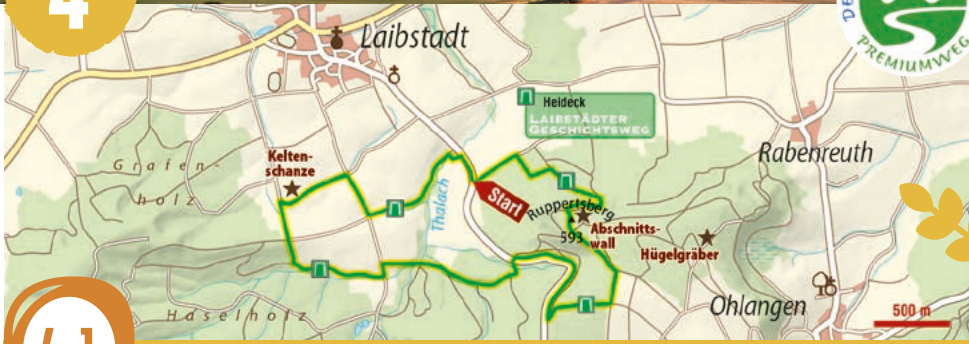 4
Laibstadt
DE
PREMIUMWEG
Heideck
LAIBSTÄDTER
GESCHICHTSWEG
Rabenreuth
Grafen-
holz
Kelten-
schanze
Thalach
Start
Ruppertsberg
593
Abschnitts-
wall
Hügelgräber
Haselholz
Ohlangen
500 m